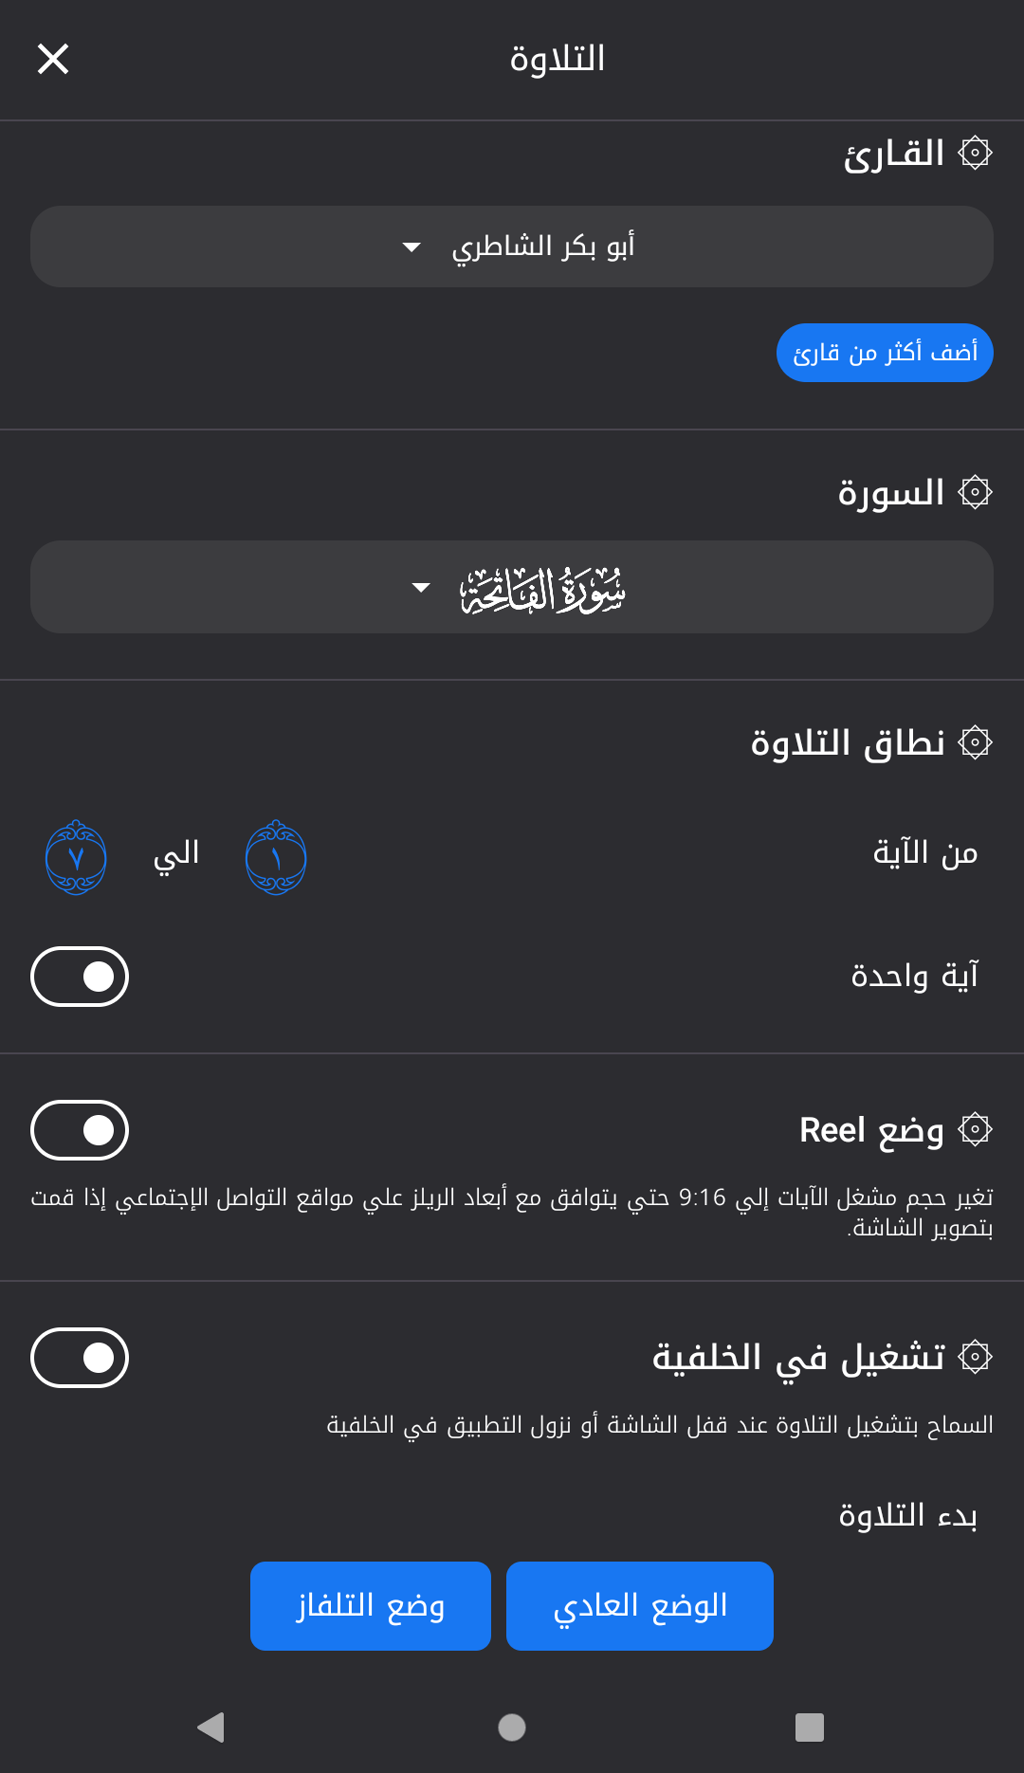 التلاوة
القارئ
أبو بكر الشاطري
أضف أكثر من قارئ
السورة
سُورَةُ الفَاتِحَةِ
نطاق التلاوة
من الآية ١ الي ٧
آية واحدة
وضع Reel
تغير حجم مشغل الآيات إلي 9:16 حتي يتوافق مع أبعاد الريلز علي مواقع التواصل الإجتماعي إذا قمت
بتصوير الشاشة.
تشغيل في الخلفية
السماح بتشغيل التلاوة عند قفل الشاشة أو نزول التطبيق في الخلفية
بدء التلاوة
الوضع العادي
وضع التلفاز